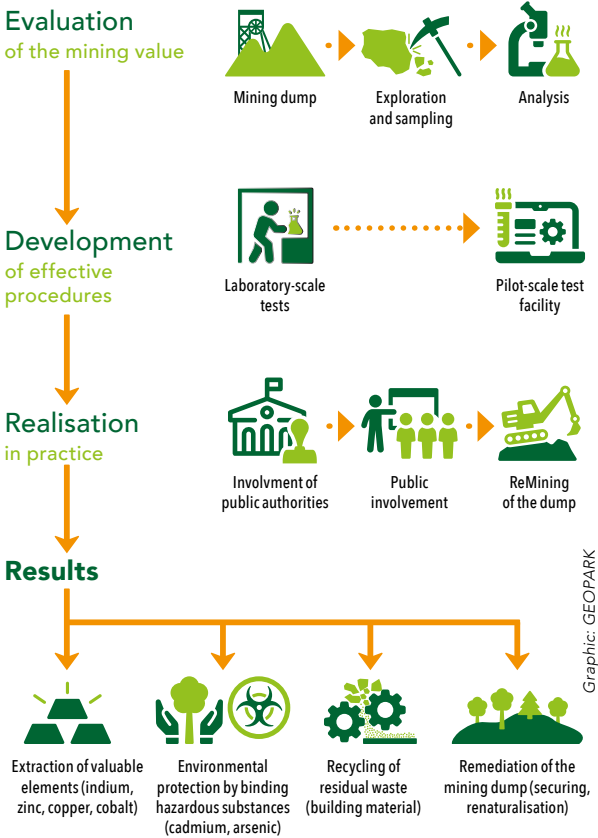 Evaluation
of the mining value
Mining dump
Exploration
and sampling
Analysis
Development
of effective
procedures
Laboratory-scale
tests
Pilot-scale test
facility
Realisation
in practice
Involvment of
public authorities
Public
involvement
ReMining
of the dump
Results
Graphic: GEOPARK
Extraction of valuable
elements (indium,
zinc, copper, cobalt)
Environmental
protection by binding
hazardous substances
(cadmium, arsenic)
Recycling of
residual waste
(building material)
Remediation of the
mining dump (securing,
renaturalisation)